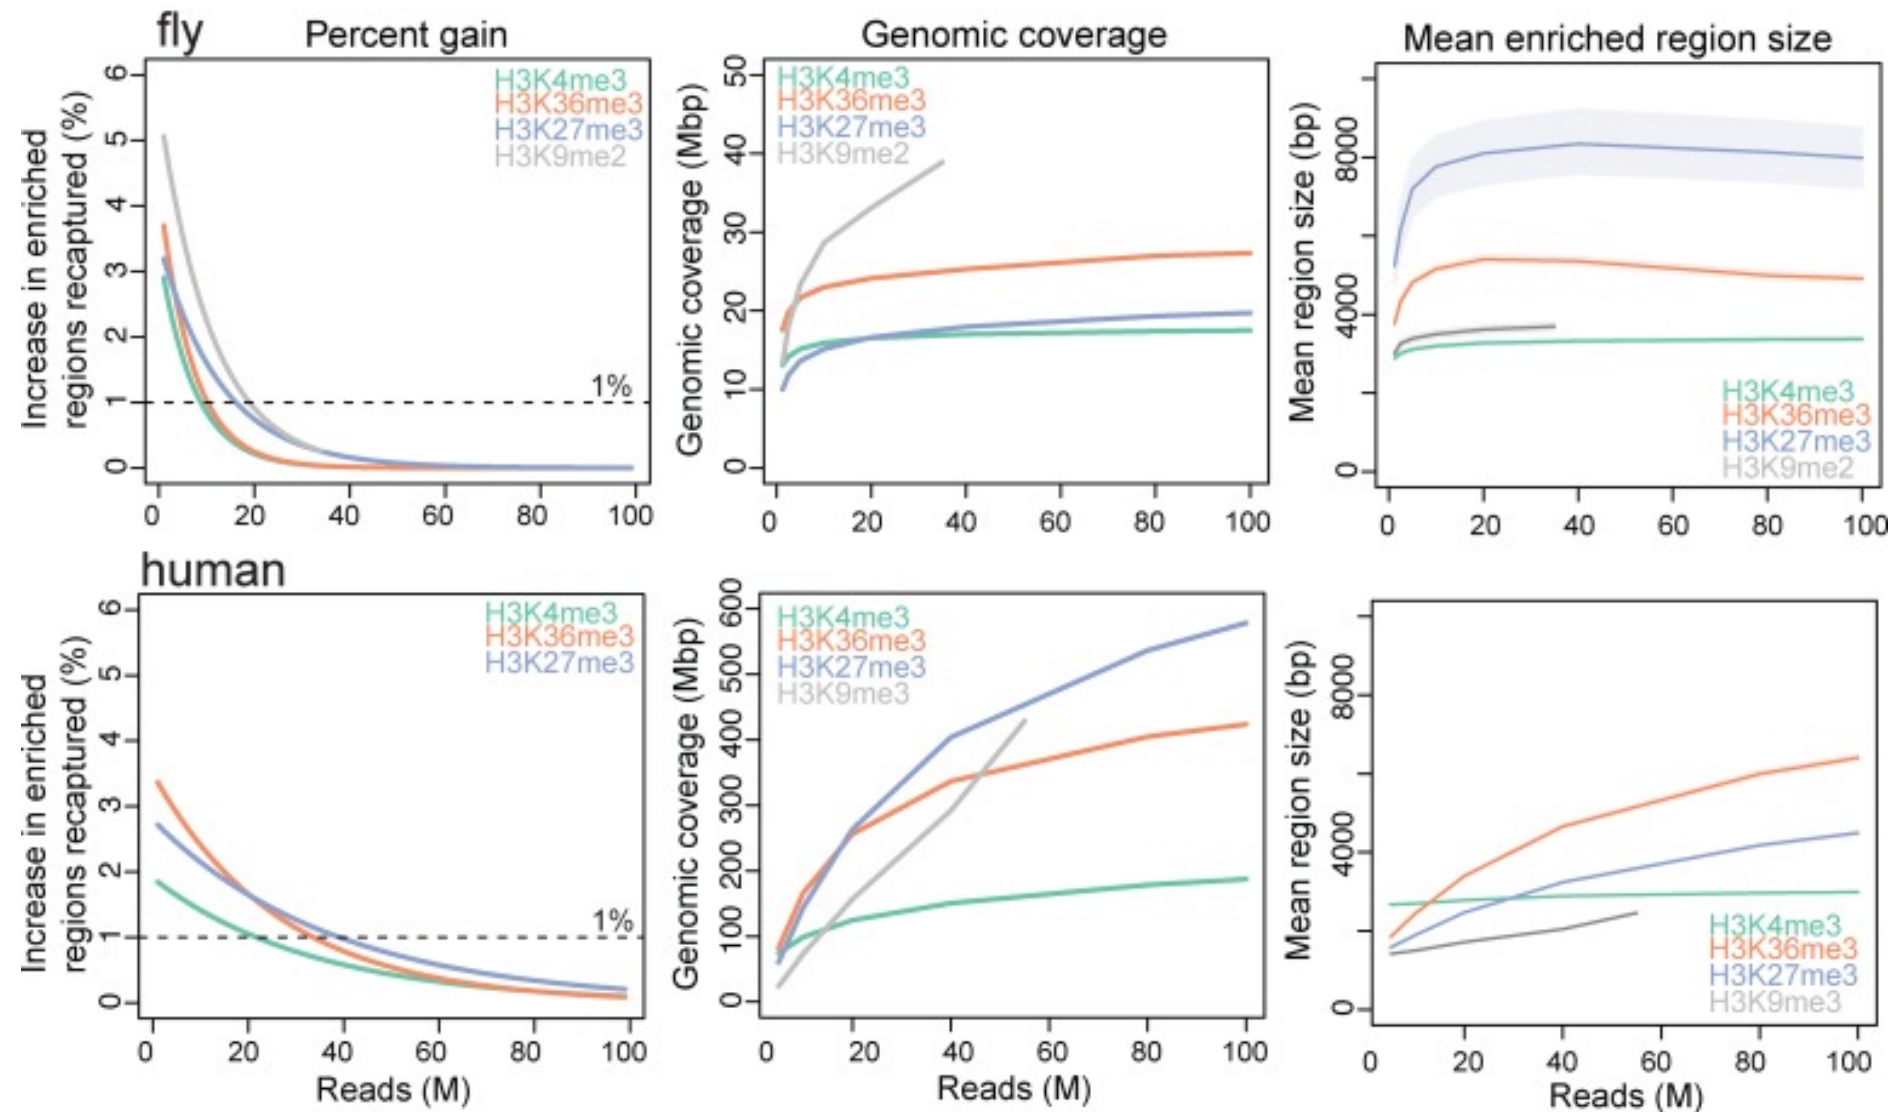 fly
Percent gain
Increase in enriched
regions recaptured (%)
6
5
4
3
2
1
0
H3K4me3
H3K36me3
H3K27me3
H3K9me2
1%
0 20 40 60 80 100
Genomic coverage
Genomic coverage (Mbp)
50
40
30
20
10
0
H3K4me3
H3K36me3
H3K27me3
H3K9me2
0 20 40 60 80 100
Mean enriched region size
Mean region size (bp)
8000
4000
0
H3K4me3
H3K36me3
H3K27me3
H3K9me2
0 20 40 60 80 100
human
Increase in enriched
regions recaptured (%)
6
5
4
3
2
1
0
H3K4me3
H3K36me3
H3K27me3
1%
0 20 40 60 80 100
Reads (M)
Genomic coverage (Mbp)
600
500
400
300
200
100
0
H3K4me3
H3K36me3
H3K27me3
H3K9me3
0 20 40 60 80 100
Reads (M)
Mean region size (bp)
8000
4000
0
H3K4me3
H3K36me3
H3K27me3
H3K9me3
0 20 40 60 80 100
Reads (M)